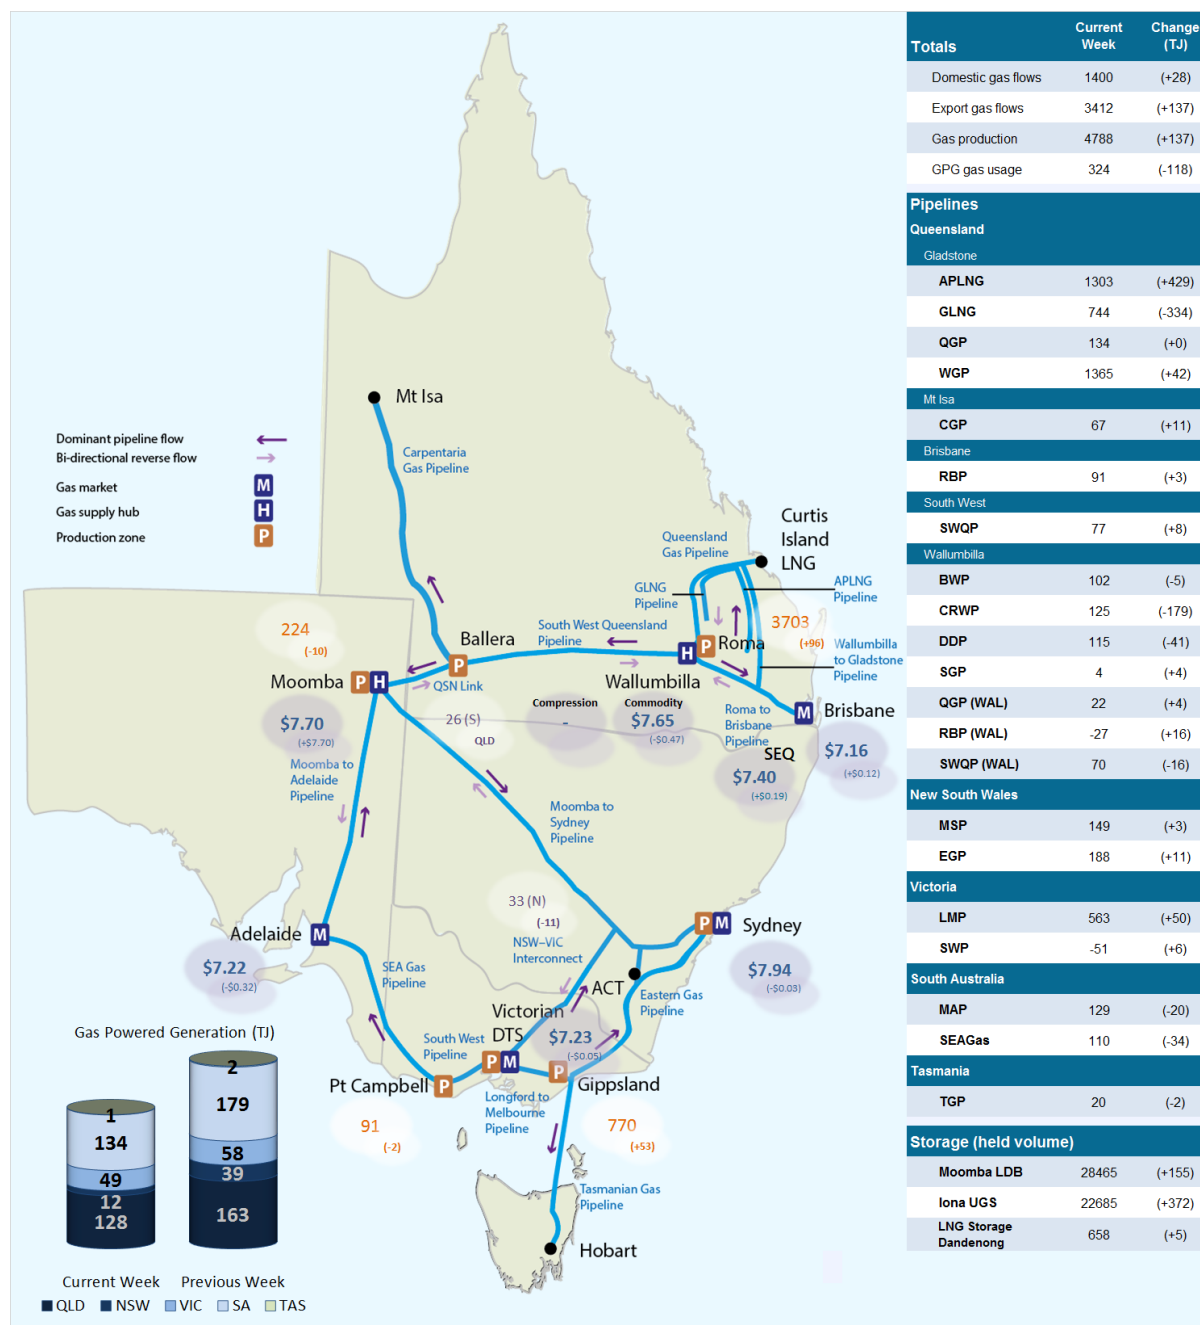 Totals Current Week Change (TJ)
Domestic gas flows 1400 (+28)
Export gas flows 3412 (+137)
Gas production 4788 (+137)
GPG gas usage 324 (-118)
Pipelines
Queensland
Gladstone
APLNG 1303 (+429)
GLNG 744 (-334)
QGP 134 (+0)
WGP 1365 (+42)
Mt Isa
CGP 67 (+11)
Brisbane
RBP 91 (+3)
South West
SWQP 77 (+8)
Wallumbilla
BWP 102 (-5)
CRWP 125 (-179)
DDP 115 (-41)
SGP 4 (+4)
QGP (WAL) 22 (+4)
RBP (WAL) -27 (+16)
SWQP (WAL) 70 (-16)
New South Wales
MSP 149 (+3)
EGP 188 (+11)
Victoria
LMP 563 (+50)
SWP -51 (+6)
South Australia
MAP 129 (-20)
SEAGas 110 (-34)
Tasmania
TGP 20 (-2)
Storage (held volume)
Moomba LDB 28465 (+155)
Iona UGS 22685 (+372)
LNG Storage
Dandenong 658 (+5)
Mt Isa
Carpentaria
Gas Pipeline
Dominant pipeline flow
Bi-directional reverse flow
Gas market M
Gas supply hub H
Production zone P
Curtis
Island
LNG
Queensland
Gas Pipeline
GLNG
Pipeline
APLNG
Pipeline
3703
(+96)
224
(-10)
Ballera
P
South West Queensland
Pipeline
H P Roma
Wallumbilla
to Gladstone
Pipeline
Moomba P H
QSN Link
Wallumbilla
$7.70
(+$7.70)
26 (S)
QLD
Compression
-
Commodity
$7.65
(-$0.47)
Roma to
Brisbane
Pipeline
M Brisbane
$7.16
(+$0.12)
SEQ
$7.40
(+$0.19)
Moomba to
Adelaide
Pipeline
Moomba to
Sydney
Pipeline
33 (N)
(-11)
NSW–VIC
Interconnect
P M Sydney
$7.94
(-$0.03)
Adelaide M
$7.22
(-$0.32)
SEA Gas
Pipeline
ACT
Eastern Gas
Pipeline
Victorian
DTS
P M
$7.23
(-$0.05)
South West
Pipeline
Pt Campbell P
P
Gippsland
91
(-2)
Longford to
Melbourne
Pipeline
770
(+53)
Tasmanian Gas
Pipeline
Hobart
Gas Powered Generation (TJ)
1
134
49
12
128
2
179
58
39
163
Current Week Previous Week
QLD NSW VIC SA TAS